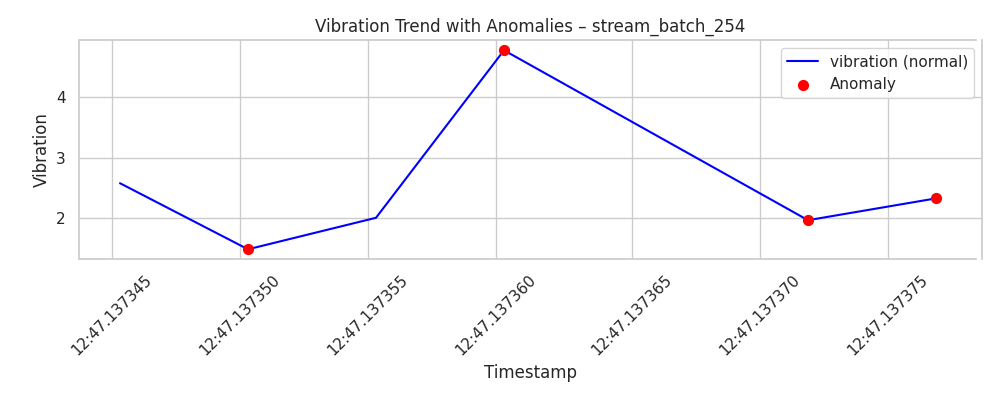 Vibration Trend with Anomalies – stream_batch_254
vibration (normal)
Anomaly
Vibration
4
3
2
12:47.137345
12:47.137350
12:47.137355
12:47.137360
12:47.137365
12:47.137370
12:47.137375
Timestamp